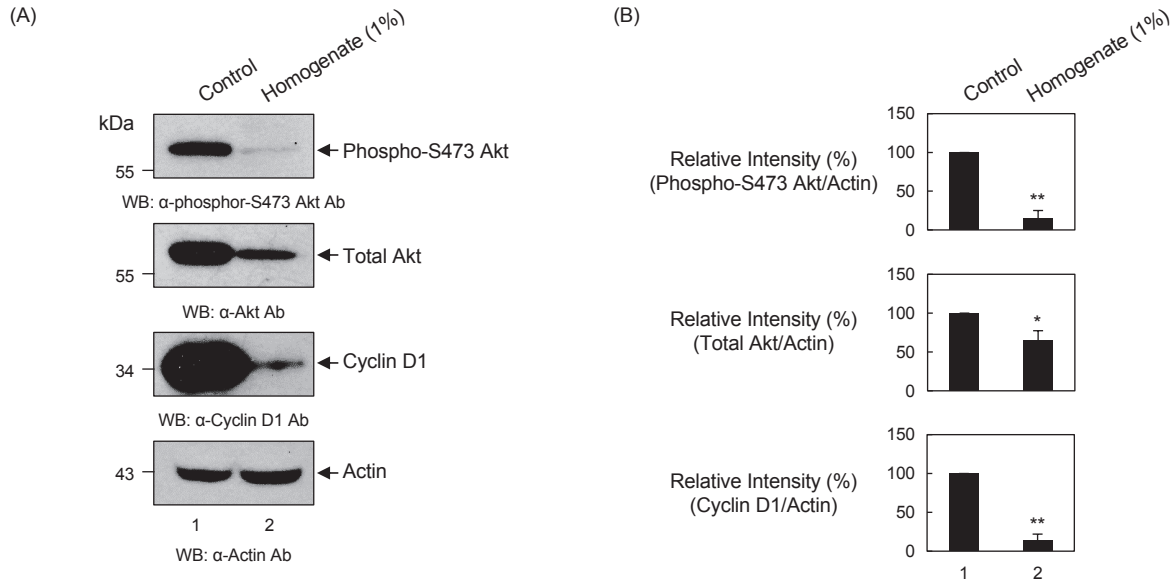 (A)
Control
Homogenate (1%)
kDa
55
Phospho-S473 Akt
WB: α-phosphor-S473 Akt Ab
55
Total Akt
WB: α-Akt Ab
34
Cyclin D1
WB: α-Cyclin D1 Ab
43
Actin
1 2
WB: α-Actin Ab
(B)
Control
Homogenate (1%)
Relative Intensity (%)
(Phospho-S473 Akt/Actin)
150
100
50
0
**
Relative Intensity (%)
(Total Akt/Actin)
150
100
50
0
*
Relative Intensity (%)
(Cyclin D1/Actin)
150
100
50
0
**
1 2